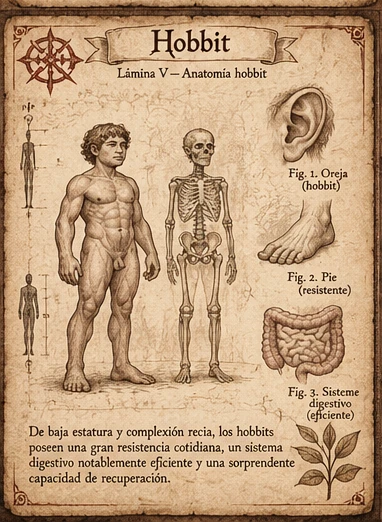 Hobbit
Lámina V — Anatomía hobbit
Fig. 1. Oreja
(hobbit)
Fig. 2. Pie
(resistente)
Fig. 3. Sisteme
digestivo
(eficiente)
De baja estatura y complexión recia, los hobbits
poseen una gran resistencia cotidiana, un sistema
digestivo notablemente eficiente y una sorprendente
capacidad de recuperación.